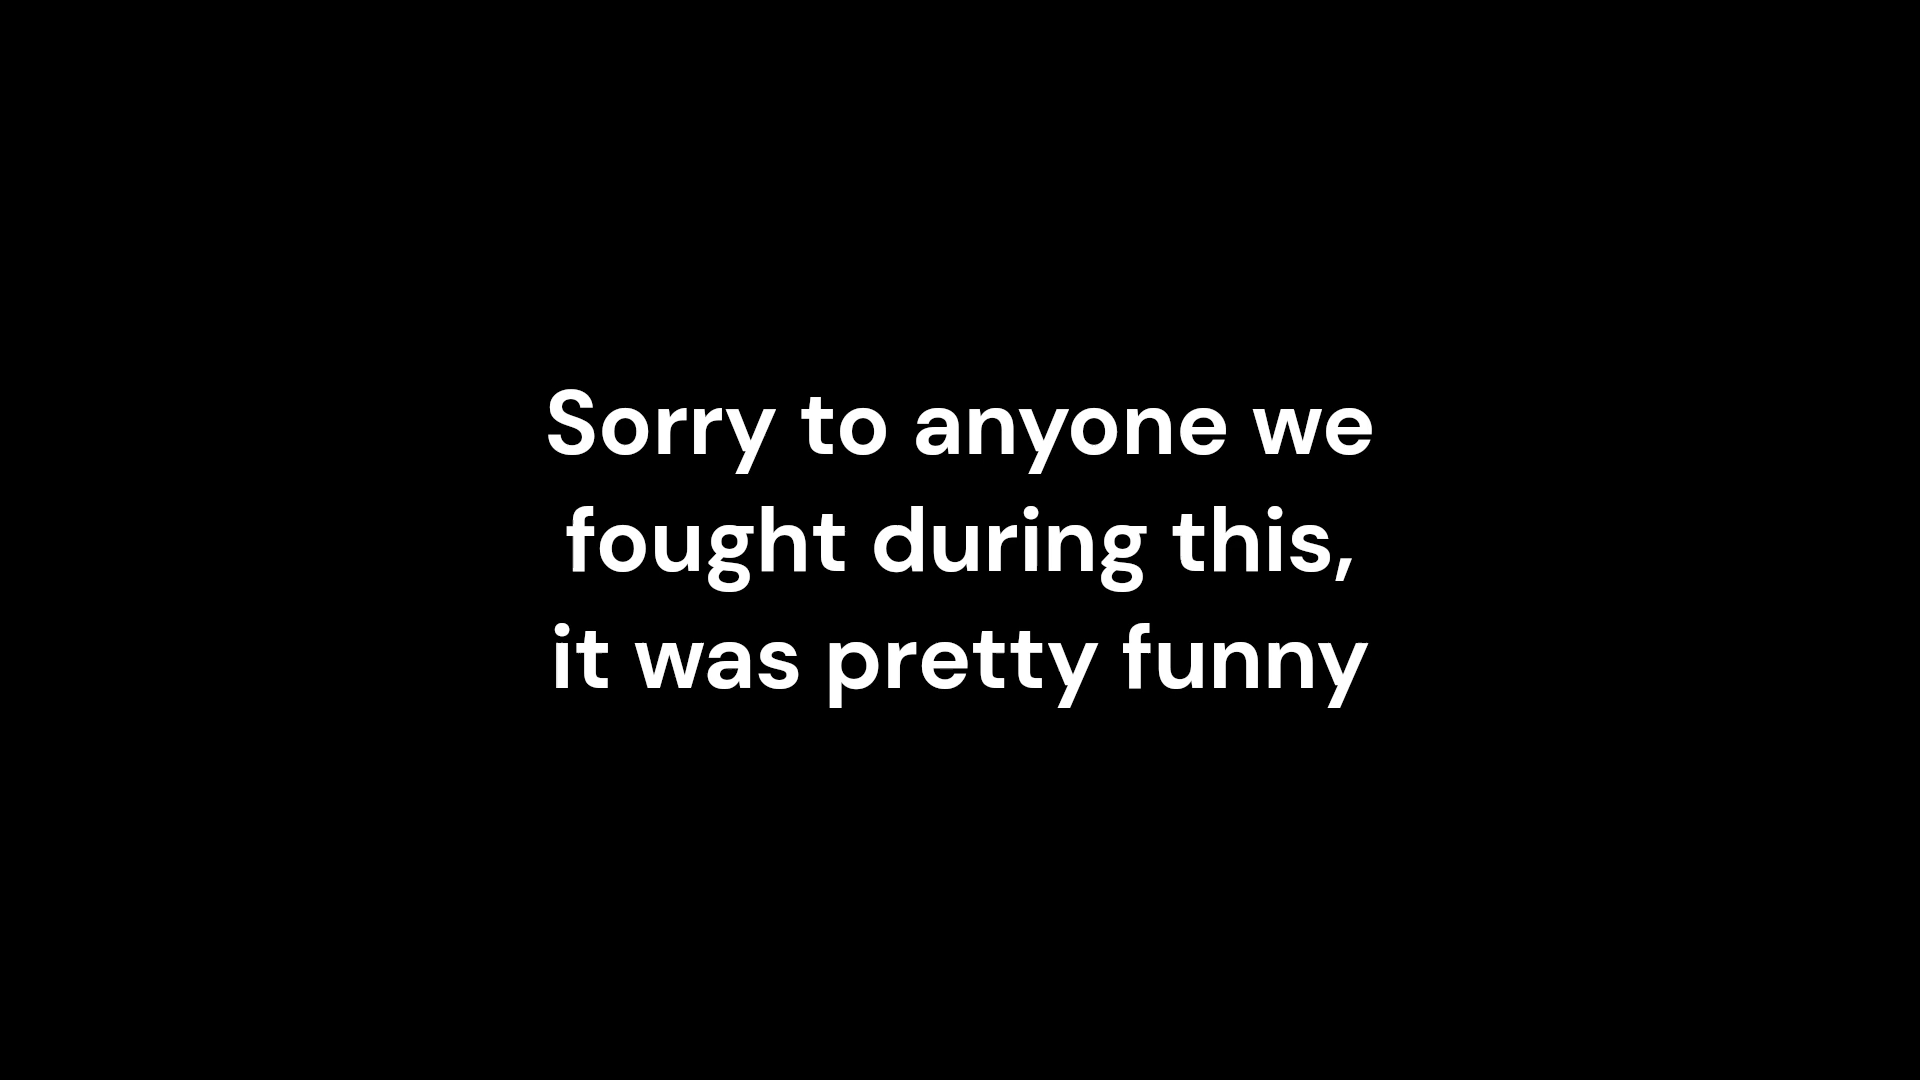 Sorry to anyone we
fought during this,
it was pretty funny